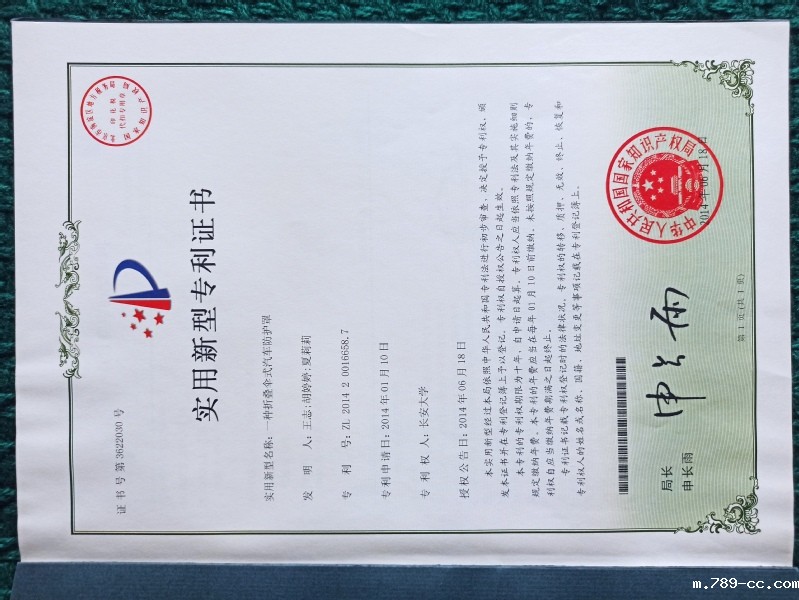 证书号第3622030号
实用新型专利证书
实用新型名称：一种折叠伞式汽车防护罩
发 明 人：王志;胡婷婷;夏莉莉
专 利 号：ZL 2014 2 0016658.7
专利申请日：2014年01月10日
专 利 权 人：长安大学
授权公告日：2014年06月18日
本实用新型经过本局依照中华人民共和国专利法进行初步审查，决定授予专利权，颁
发本证书并在专利登记簿上予以登记。专利权自授权公告之日起生效。
本专利的专利权期限为十年，自申请日起算。专利权人应当依照专利法及其实施细则
规定缴纳年费。本专利的年费应当在每年01月10日前缴纳。未按照规定缴纳年费的，专
利权自应当缴纳年费期满之日起终止。
专利证书记载专利权登记时的法律状况。专利权的转移、质押、无效、终止、恢复和
专利权人的姓名或名称、国籍、地址变更等事项记载在专利登记簿上。
局长
申长雨
申长雨
中华人民共和国国家知识产权局
2014年06月18日
第1页(共1页)
m.789-cc.com